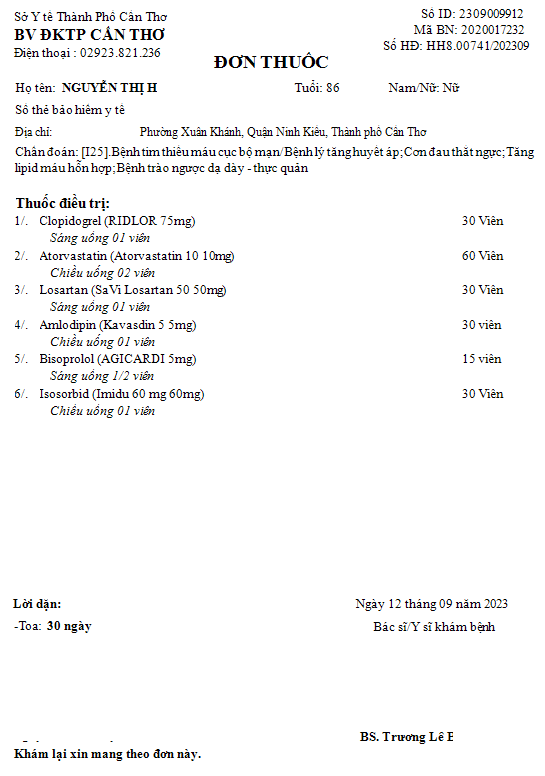 Sở Y tế Thành Phố Cần Thơ
Số ID: 2309009912
BV ĐKTP CẦN THƠ
Mã BN: 2020017232
Điện thoại : 02923.821.236
Số HĐ: HH8.00741/202309
ĐƠN THUỐC
Họ tên: NGUYỄN THỊ H
Tuổi: 86
Nam/Nữ: Nữ
Số thẻ bảo hiểm y tế
Địa chỉ: Phường Xuân Khánh, Quận Ninh Kiều, Thành phố Cần Thơ
Chẩn đoán: [I25].Bệnh tim thiếu máu cục bộ mạn/Bệnh lý tăng huyết áp;Cơn đau thắt ngực;Tăng
lipid máu hỗn hợp;Bệnh trào ngược dạ dày - thực quản
Thuốc điều trị:
1/. Clopidogrel (RIDLOR 75mg) 30 Viên
Sáng uống 01 viên
2/. Atorvastatin (Atorvastatin 10 10mg) 60 Viên
Chiều uống 02 viên
3/. Losartan (SaVi Losartan 50 50mg) 30 Viên
Sáng uống 01 viên
4/. Amlodipin (Kavasdin 5 5mg) 30 viên
Chiều uống 01 viên
5/. Bisoprolol (AGICARDI 5mg) 15 viên
Sáng uống 1/2 viên
6/. Isosorbid (Imidu 60 mg 60mg) 30 Viên
Chiều uống 01 viên
Lời dặn:
Ngày 12 tháng 09 năm 2023
-Toa: 30 ngày
Bác sĩ/Y sĩ khám bệnh
BS. Trương Lê
Khám lại xin mang theo đơn này.